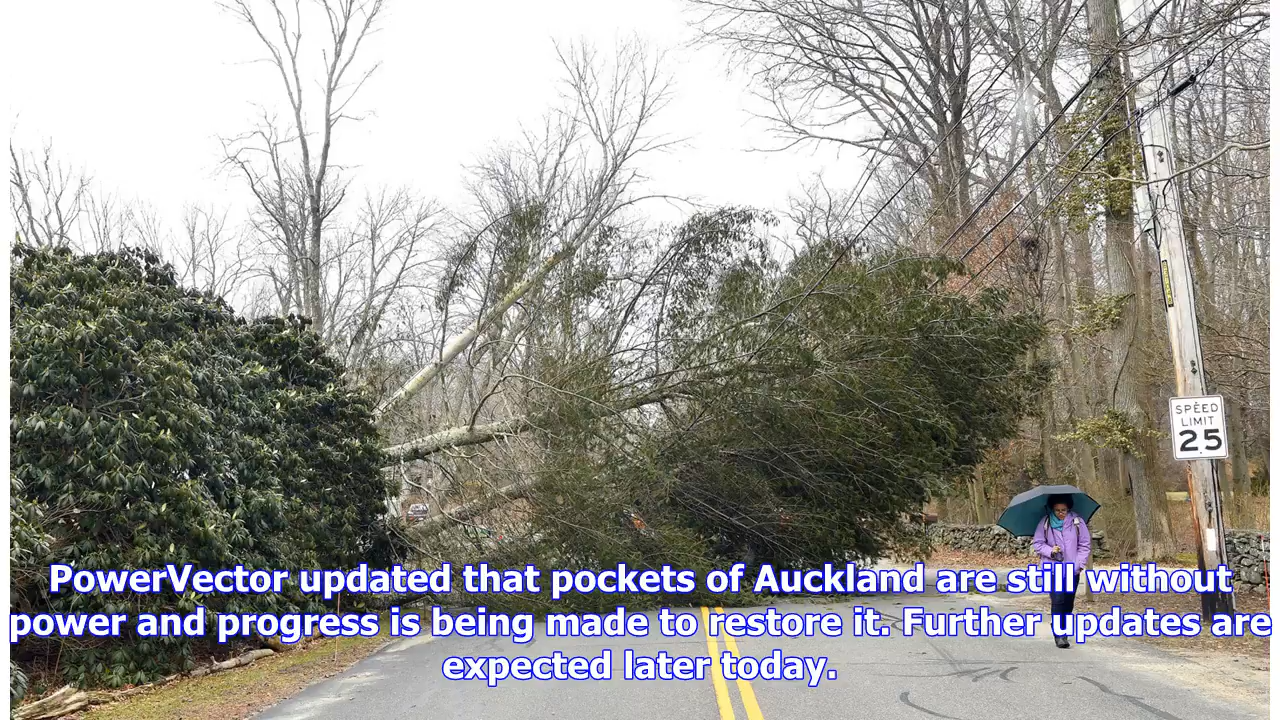 SPEED
LIMIT
25
PowerVector updated that pockets of Auckland are still without
power and progress is being made to restore it. Further updates are
expected later today.